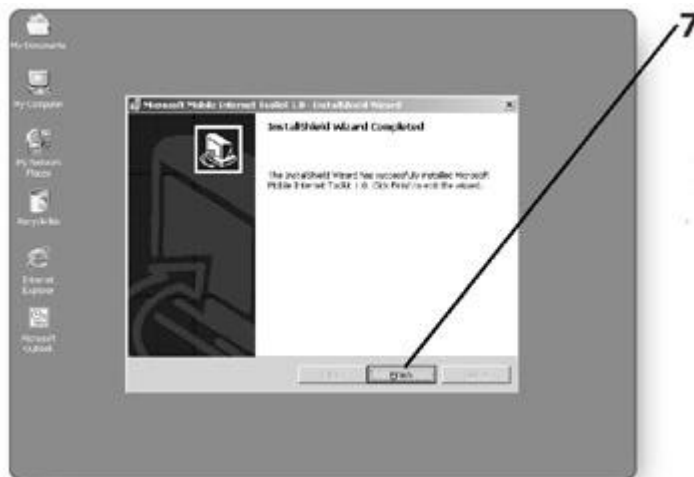 7
My Documents
My Computer
My Network
Places
Recycle Bin
Internet
Explorer
Microsoft
Outlook
Microsoft Mobile Internet Toolkit 1.0 - InstallShield Wizard
InstallShield Wizard Completed
The InstallShield Wizard has successfully installed Microsoft
Mobile Internet Toolkit 1.0. Click Finish to exit the wizard.
Finish